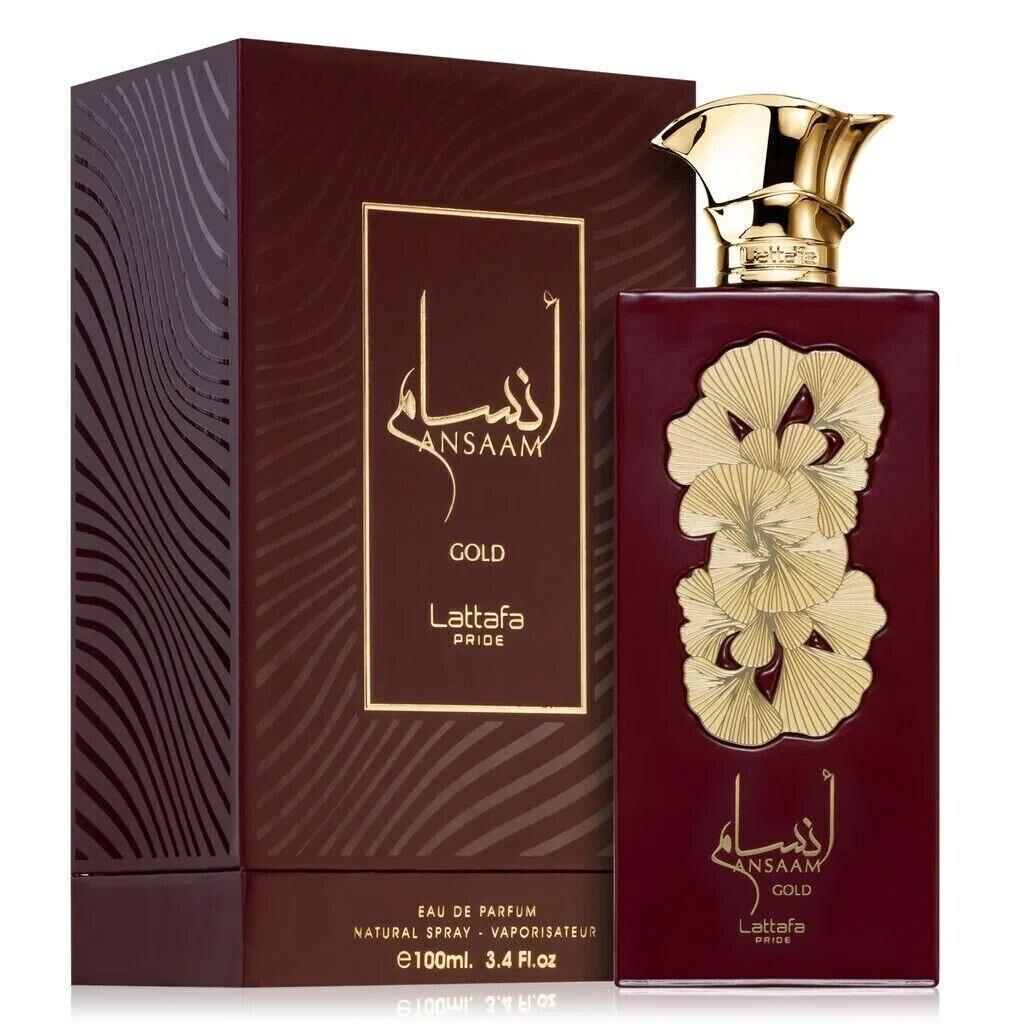 أنسام
ANSAAM
GOLD
Lattafa
PRIDE
EAU DE PARFUM
NATURAL SPRAY - VAPORISATEUR
℮100ml. 3.4 Fl.oz
Lattafa
أنسام
ANSAAM
GOLD
Lattafa
PRIDE